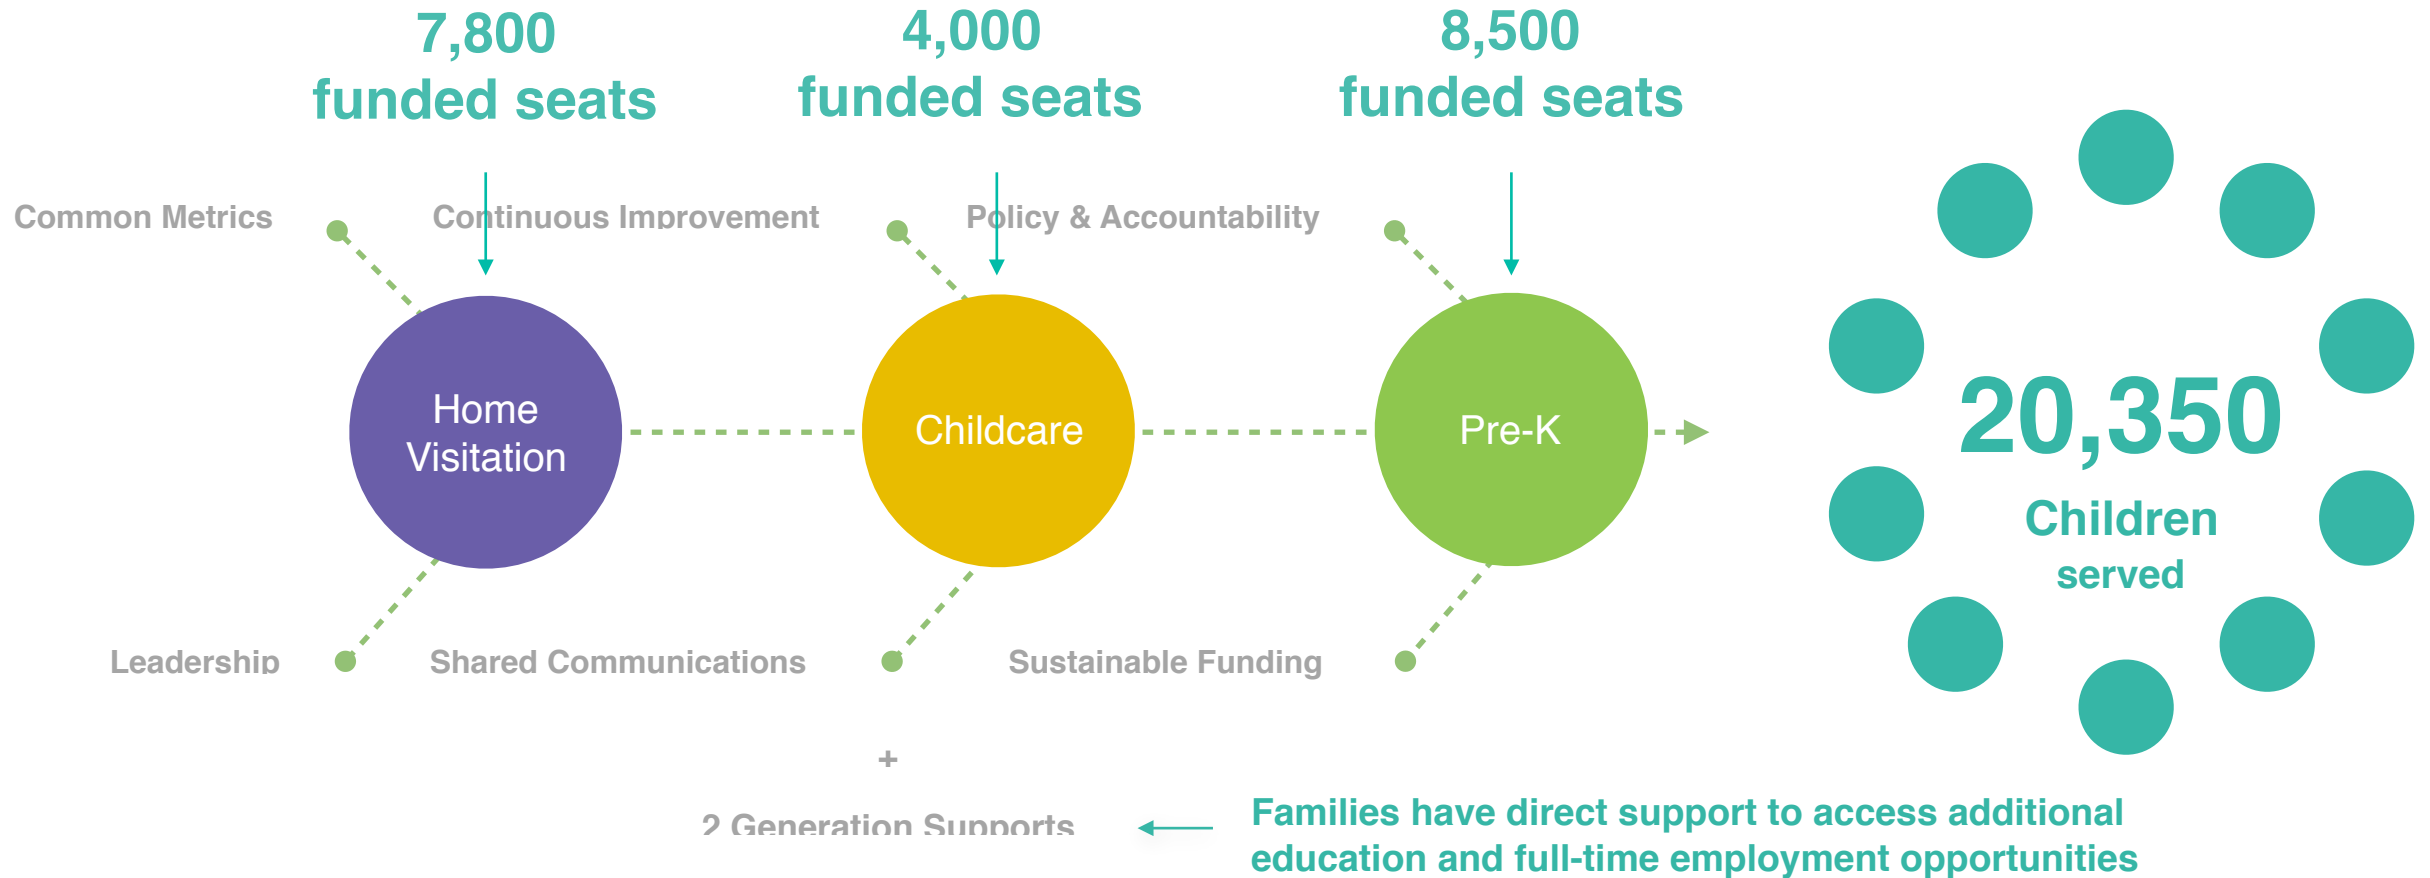 7,800
funded seats
4,000
funded seats
8,500
funded seats
Common Metrics
Continuous Improvement
Policy & Accountability
Home
Visitation
Childcare
Pre-K
20,350
Children
served
Leadership
Shared Communications
Sustainable Funding
+
2 Generation Supports
Families have direct support to access additional
education and full-time employment opportunities